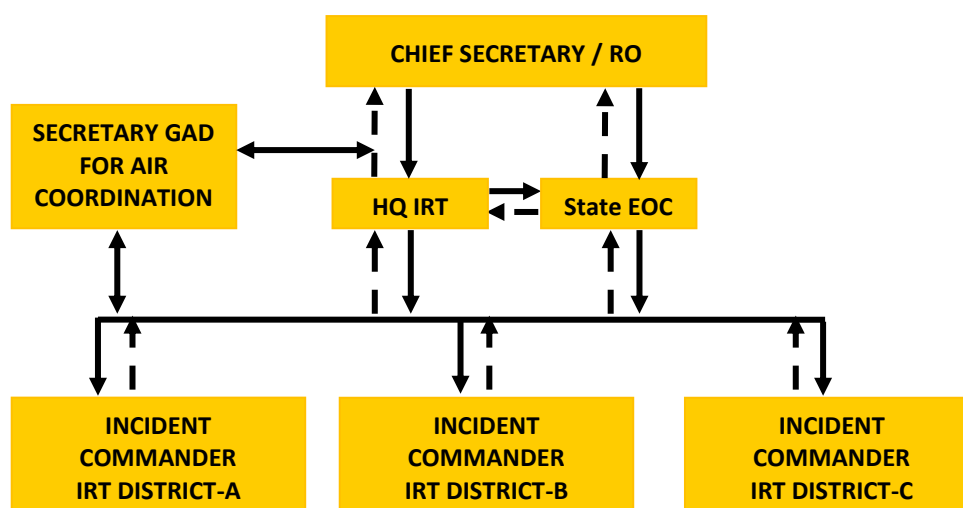 CHIEF SECRETARY / RO
SECRETARY GAD
FOR AIR
COORDINATION
HQ IRT
State EOC
INCIDENT
COMMANDER
IRT DISTRICT-A
INCIDENT
COMMANDER
IRT DISTRICT-B
INCIDENT
COMMANDER
IRT DISTRICT-C